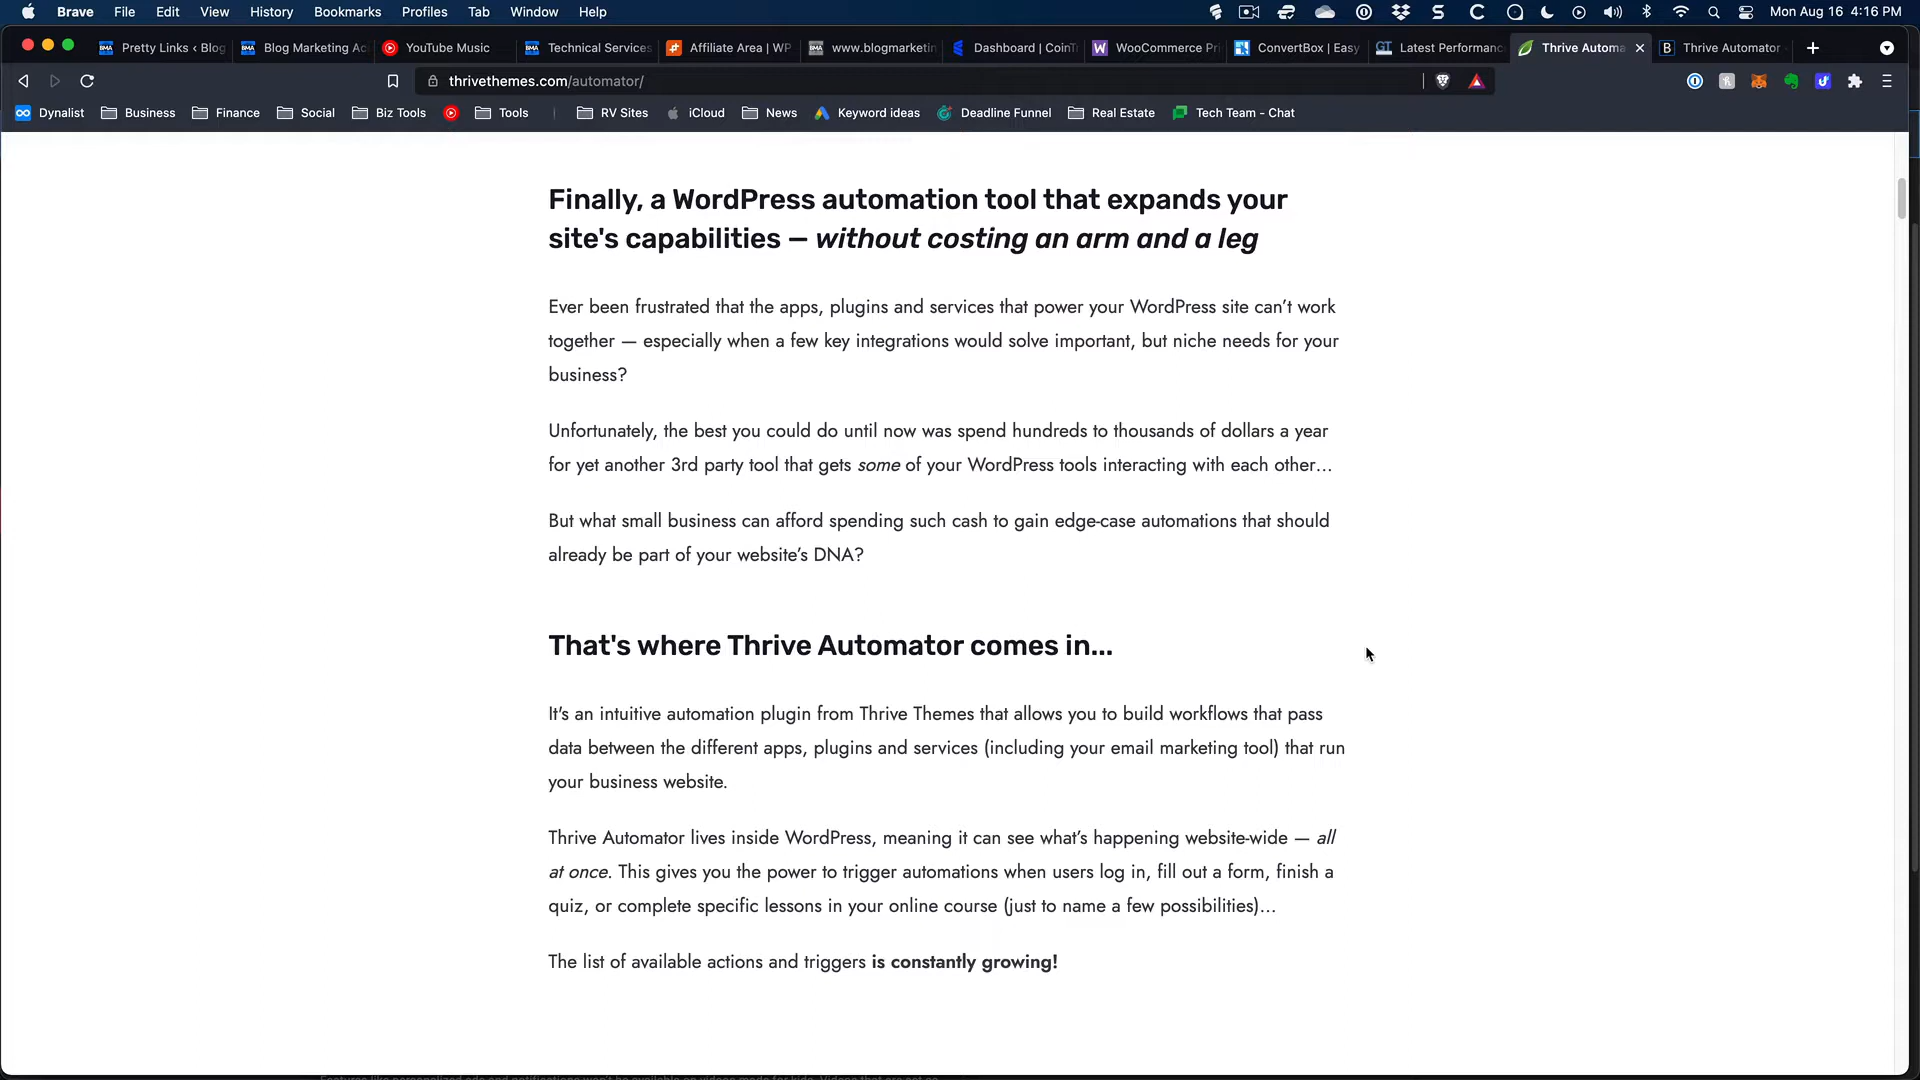 Brave File Edit View History Bookmarks Profiles Tab Window Help Mon Aug 16 4:16 PM
Pretty Links ‹ Blog Blog Marketing Ac YouTube Music Technical Services Affiliate Area | WP www.blogmarketin Dashboard | CoinT WooCommerce Pri ConvertBox | Easy Latest Performanc Thrive Automa Thrive Automator
thrivethemes.com/automator/
Dynalist Business Finance Social Biz Tools Tools RV Sites iCloud News Keyword ideas Deadline Funnel Real Estate Tech Team - Chat
Finally, a WordPress automation tool that expands your
site's capabilities — without costing an arm and a leg
Ever been frustrated that the apps, plugins and services that power your WordPress site can’t work
together — especially when a few key integrations would solve important, but niche needs for your
business?
Unfortunately, the best you could do until now was spend hundreds to thousands of dollars a year
for yet another 3rd party tool that gets some of your WordPress tools interacting with each other…
But what small business can afford spending such cash to gain edge-case automations that should
already be part of your website’s DNA?
That's where Thrive Automator comes in...
It’s an intuitive automation plugin from Thrive Themes that allows you to build workflows that pass
data between the different apps, plugins and services (including your email marketing tool) that run
your business website.
Thrive Automator lives inside WordPress, meaning it can see what’s happening website-wide — all
at once. This gives you the power to trigger automations when users log in, fill out a form, finish a
quiz, or complete specific lessons in your online course (just to name a few possibilities)…
The list of available actions and triggers is constantly growing!